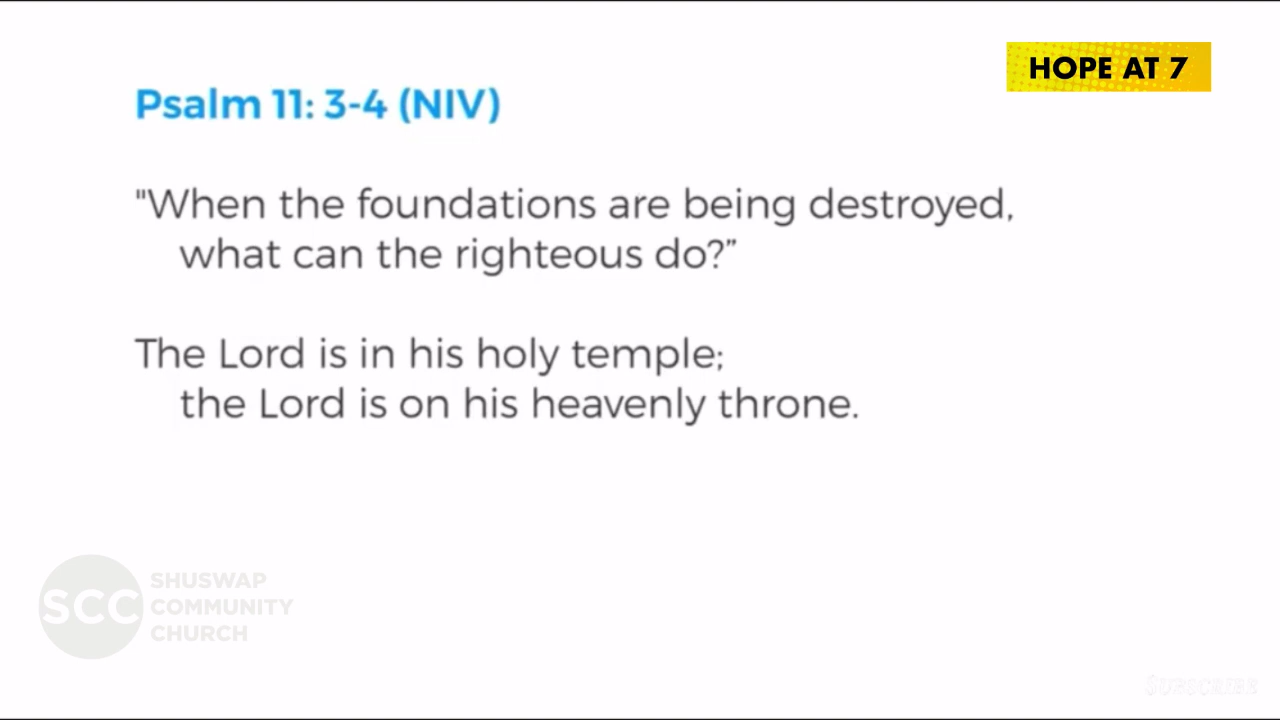 HOPE AT 7
Psalm 11: 3-4 (NIV)
"When the foundations are being destroyed,
what can the righteous do?”
The Lord is in his holy temple;
the Lord is on his heavenly throne.
SCC
SHUSWAP
COMMUNITY
CHURCH
SUBSCRIBE